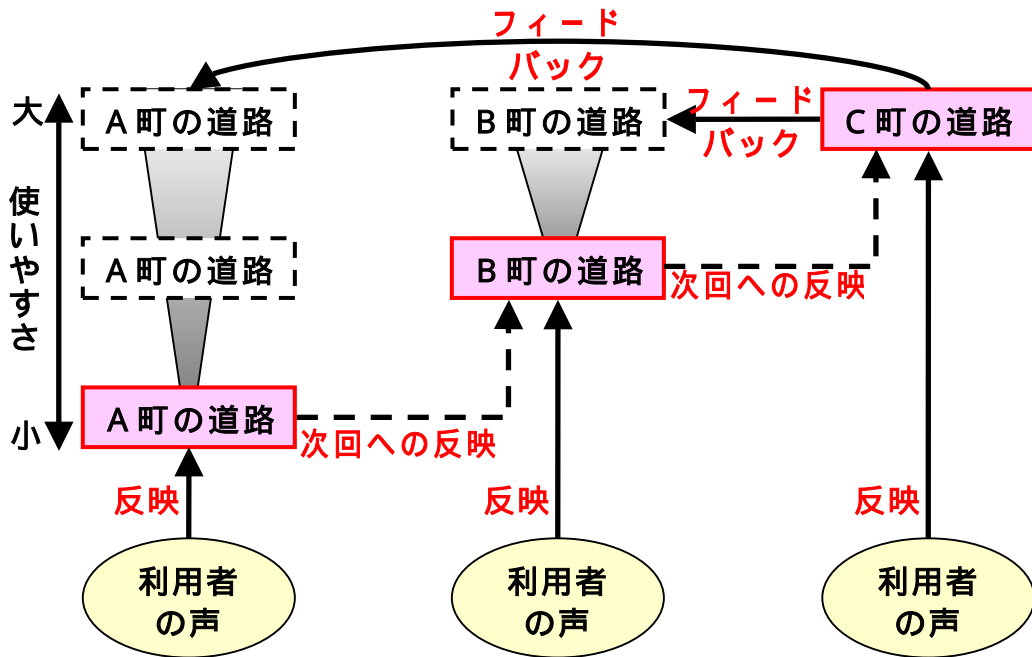 フィード
バック
大
A町の道路
B町の道路
フィード
バック
C町の道路
使いやすさ
A町の道路
B町の道路
次回への反映
小
A町の道路
次回への反映
反映
反映
反映
利用者
の声
利用者
の声
利用者
の声